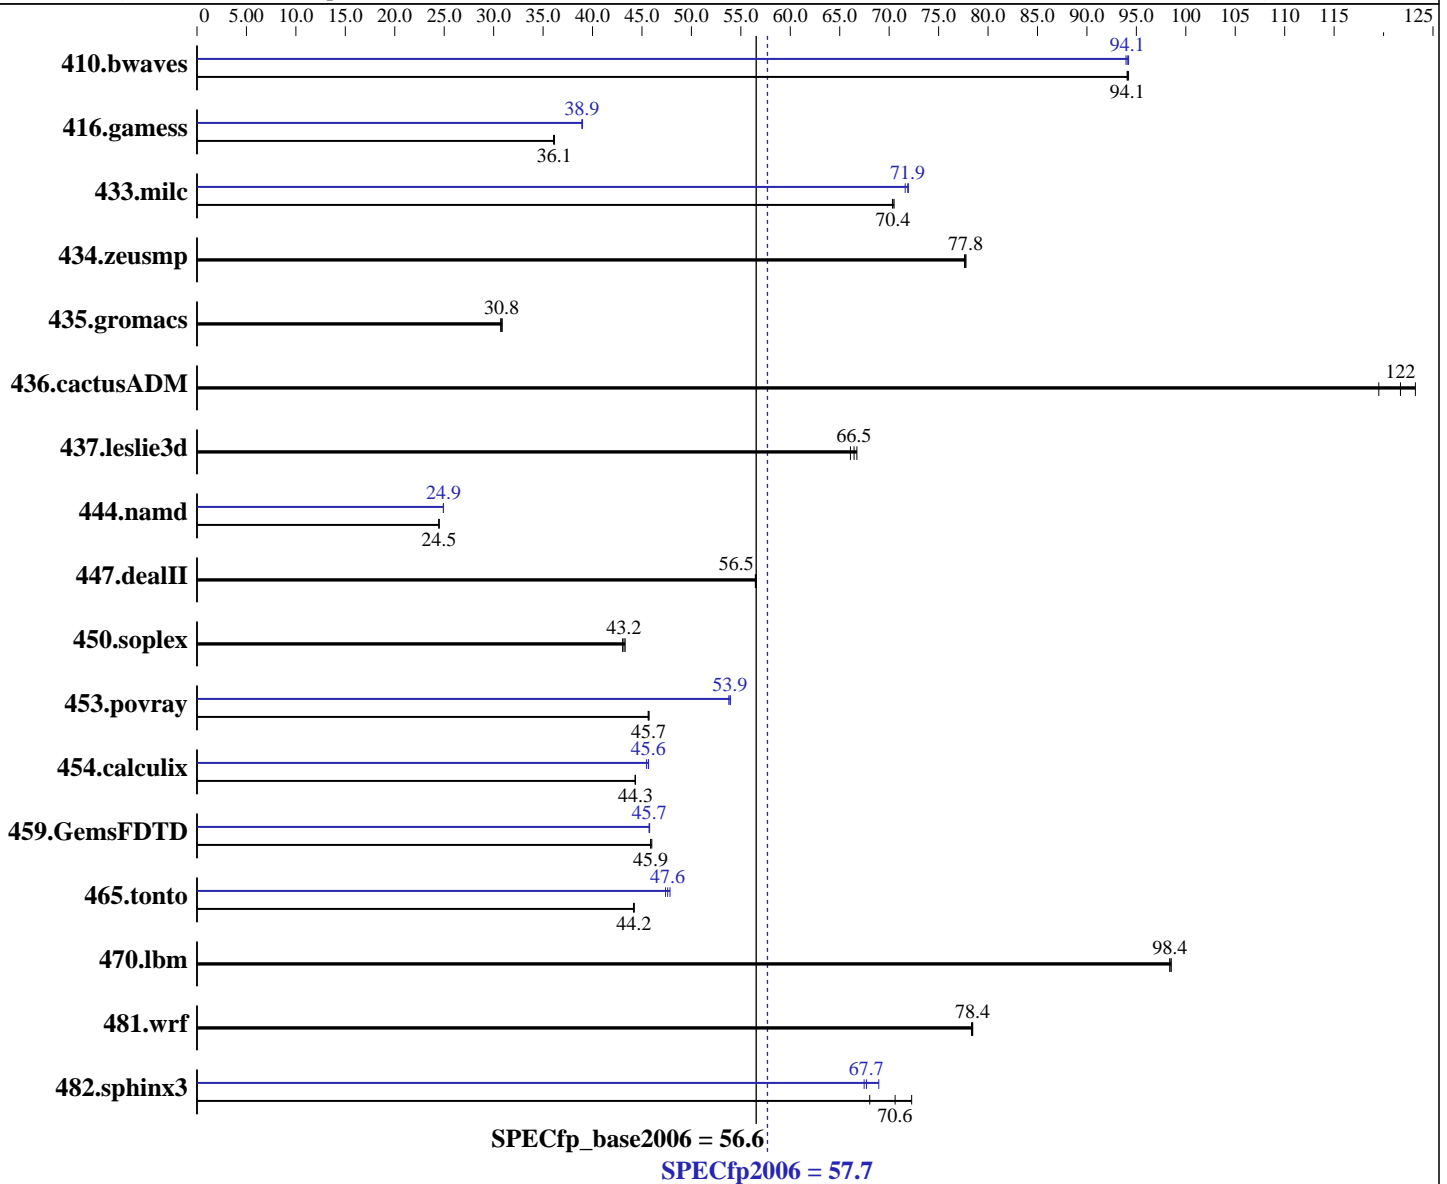 0 5.00 10.0 15.0 20.0 25.0 30.0 35.0 40.0 45.0 50.0 55.0 60.0 65.0 70.0 75.0 80.0 85.0 90.0 95.0 100 105 110 115 125
410.bwaves 94.1
94.1
416.gamess 38.9
36.1
433.milc 71.9
70.4
434.zeusmp 77.8
435.gromacs 30.8
436.cactusADM 122
437.leslie3d 66.5
444.namd 24.9
24.5
447.dealII 56.5
450.soplex 43.2
453.povray 53.9
45.7
454.calculix 45.6
44.3
459.GemsFDTD 45.7
45.9
465.tonto 47.6
44.2
470.lbm 98.4
481.wrf 78.4
482.sphinx3 67.7
70.6
SPECfp_base2006 = 56.6
SPECfp2006 = 57.7